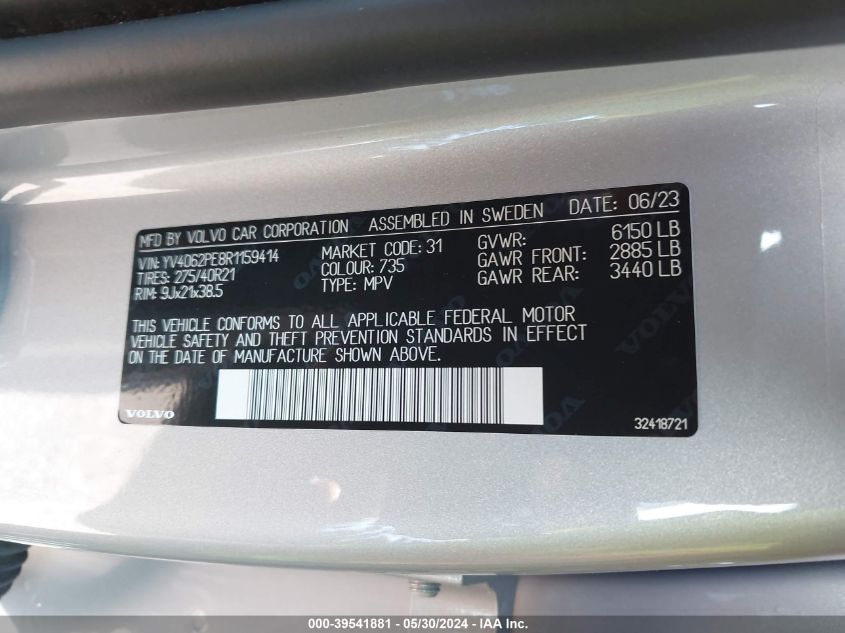 MFD BY VOLVO CAR CORPORATION ASSEMBLED IN SWEDEN DATE: 06/23
VIN: YV4062PE8R1159414 MARKET CODE: 31 GVWR: 6150 LB
TIRES: 275/40R21 COLOUR: 735 GAWR FRONT: 2885 LB
RIM: 9Jx21x38.5 TYPE: MPV GAWR REAR: 3440 LB
THIS VEHICLE CONFORMS TO ALL APPLICABLE FEDERAL MOTOR
VEHICLE SAFETY AND THEFT PREVENTION STANDARDS IN EFFECT
ON THE DATE OF MANUFACTURE SHOWN ABOVE.
VOLVO 32418721
000-39541881 — 05/30/2024 — IAA Inc.